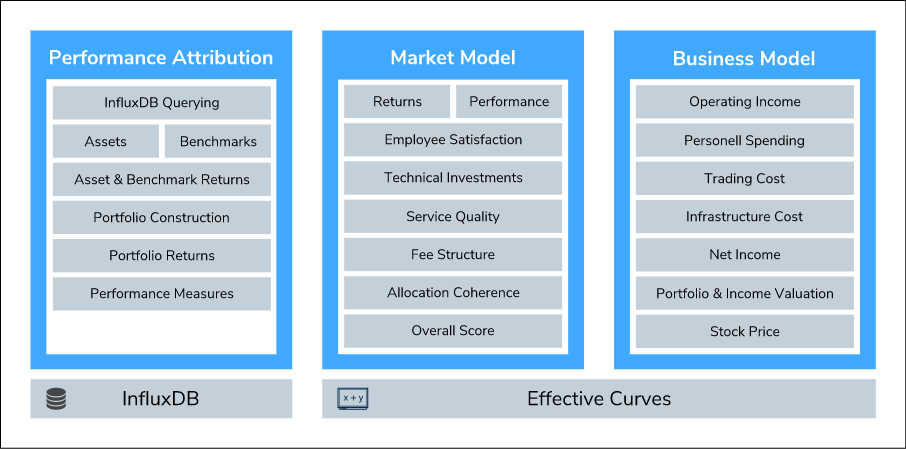 Performance Attribution
InfluxDB Querying
Assets
Benchmarks
Asset & Benchmark Returns
Portfolio Construction
Portfolio Returns
Performance Measures
InfluxDB
Market Model
Returns
Performance
Employee Satisfaction
Technical Investments
Service Quality
Fee Structure
Allocation Coherence
Overall Score
Business Model
Operating Income
Personell Spending
Trading Cost
Infrastructure Cost
Net Income
Portfolio & Income Valuation
Stock Price
x + y
Effective Curves